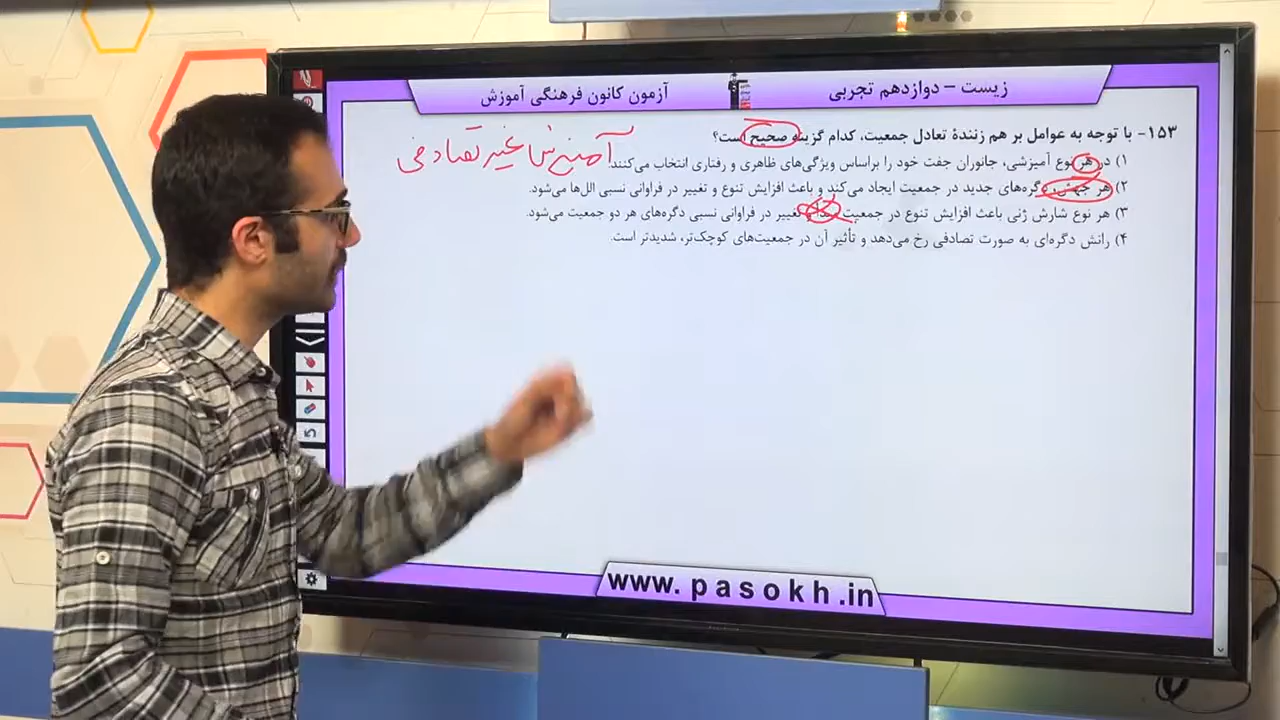 زیست – دوازدهم تجربی
آزمون کانون فرهنگی آموزش
۱۵۳- با توجه به عوامل بر هم زنندهٔ تعادل جمعیت، کدام گزینه صحیح است؟
آمیزش غیر تصادفی
۱) در هر نوع آمیزشی، جانوران جفت خود را براساس ویژگی‌های ظاهری و رفتاری انتخاب می‌کنند.
۲) هر جهش، دگره‌های جدید در جمعیت ایجاد می‌کند و باعث افزایش تنوع و تغییر در فراوانی نسبی الل‌ها می‌شود.
۳) هر نوع شارش ژنی باعث افزایش تنوع در جمعیت تغییر در فراوانی نسبی دگره‌های هر دو جمعیت می‌شود.
۴) رانش دگره‌ای به صورت تصادفی رخ می‌دهد و تأثیر آن در جمعیت‌های کوچک‌تر، شدیدتر است.
www. pasokh .in